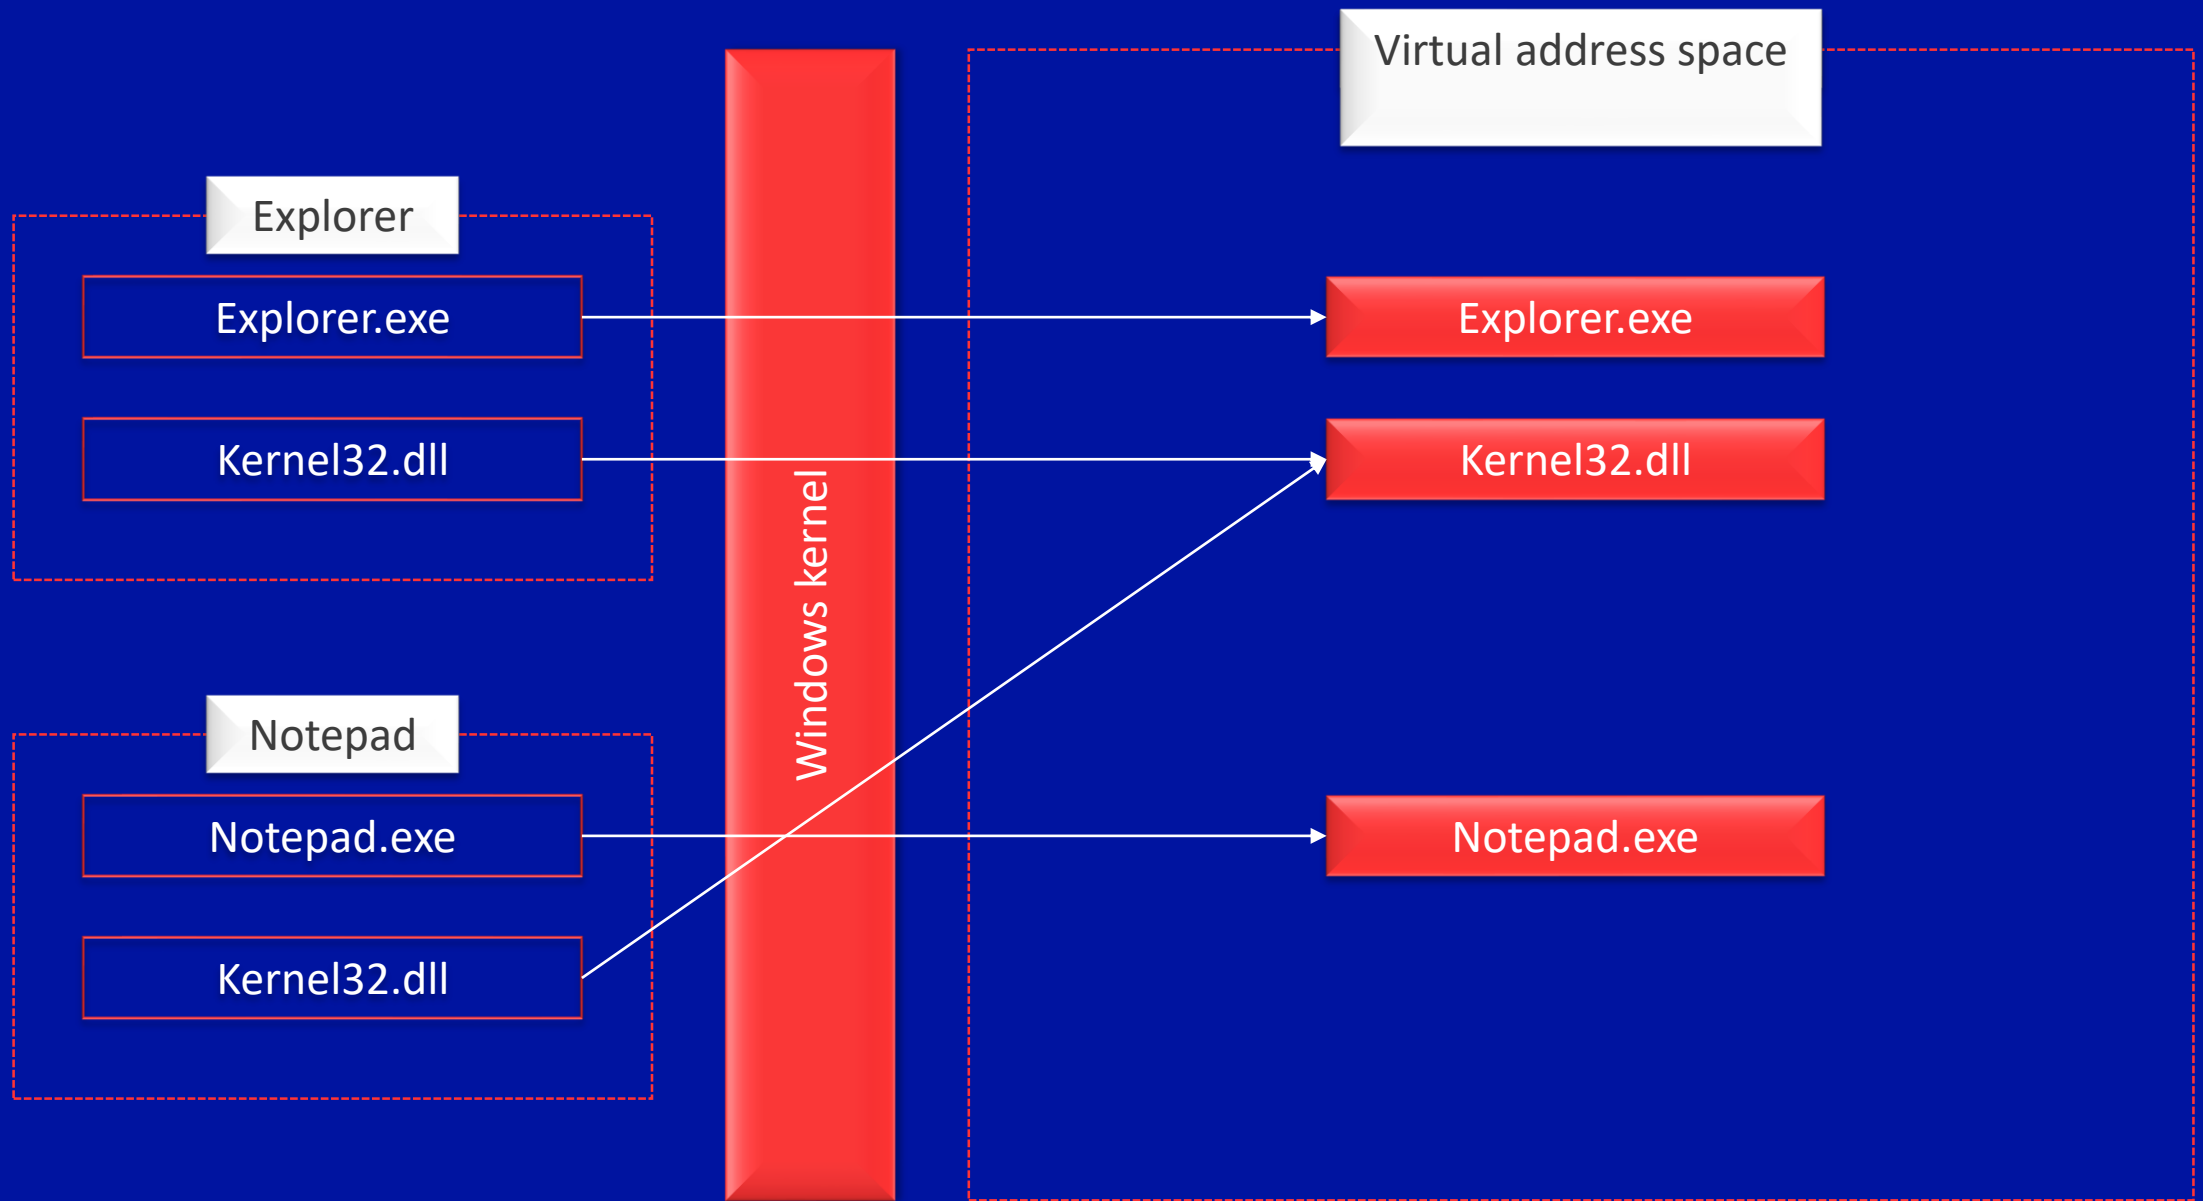 Virtual address space
Explorer
Explorer.exe
Kernel32.dll
Notepad
Notepad.exe
Kernel32.dll
Windows kernel
Explorer.exe
Kernel32.dll
Notepad.exe